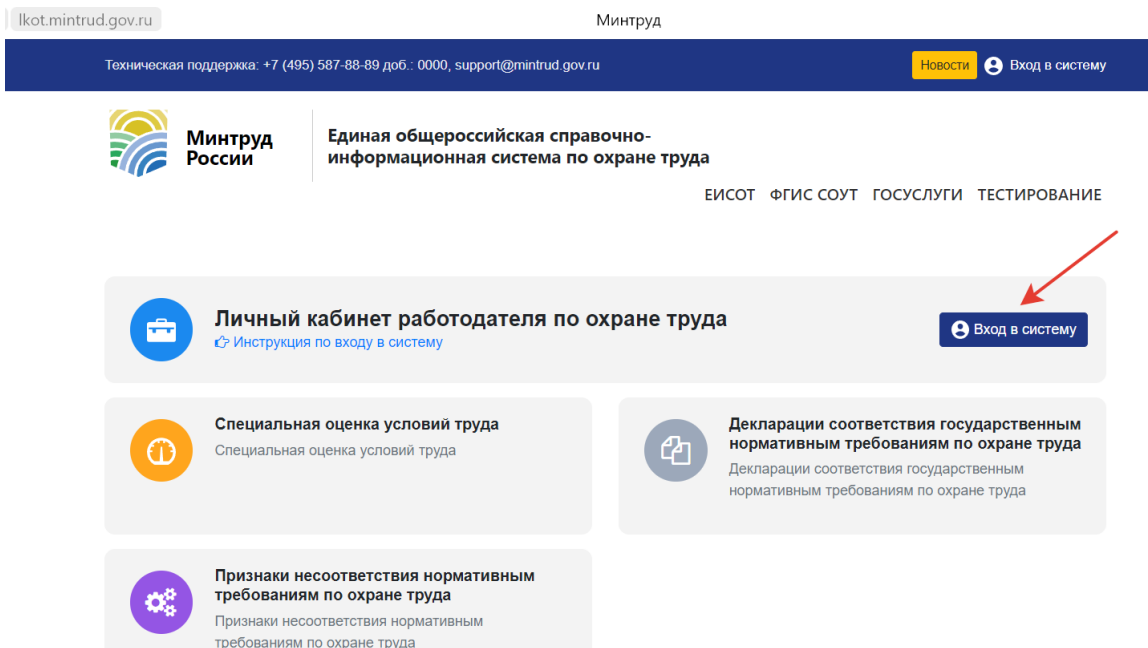 lkot.mintrud.gov.ru
Минтруд
Техническая поддержка: +7 (495) 587-88-89 доб.: 0000, support@mintrud.gov.ru
Новости
Вход в систему
Минтруд
России
Единая общероссийская справочно-
информационная система по охране труда
ЕИСОТ ФГИС СОУТ ГОСУСЛУГИ ТЕСТИРОВАНИЕ
Личный кабинет работодателя по охране труда
Инструкция по входу в систему
Вход в систему
Специальная оценка условий труда
Специальная оценка условий труда
Декларации соответствия государственным
нормативным требованиям по охране труда
Декларации соответствия государственным
нормативным требованиям по охране труда
Признаки несоответствия нормативным
требованиям по охране труда
Признаки несоответствия нормативным
требованиям по охране труда